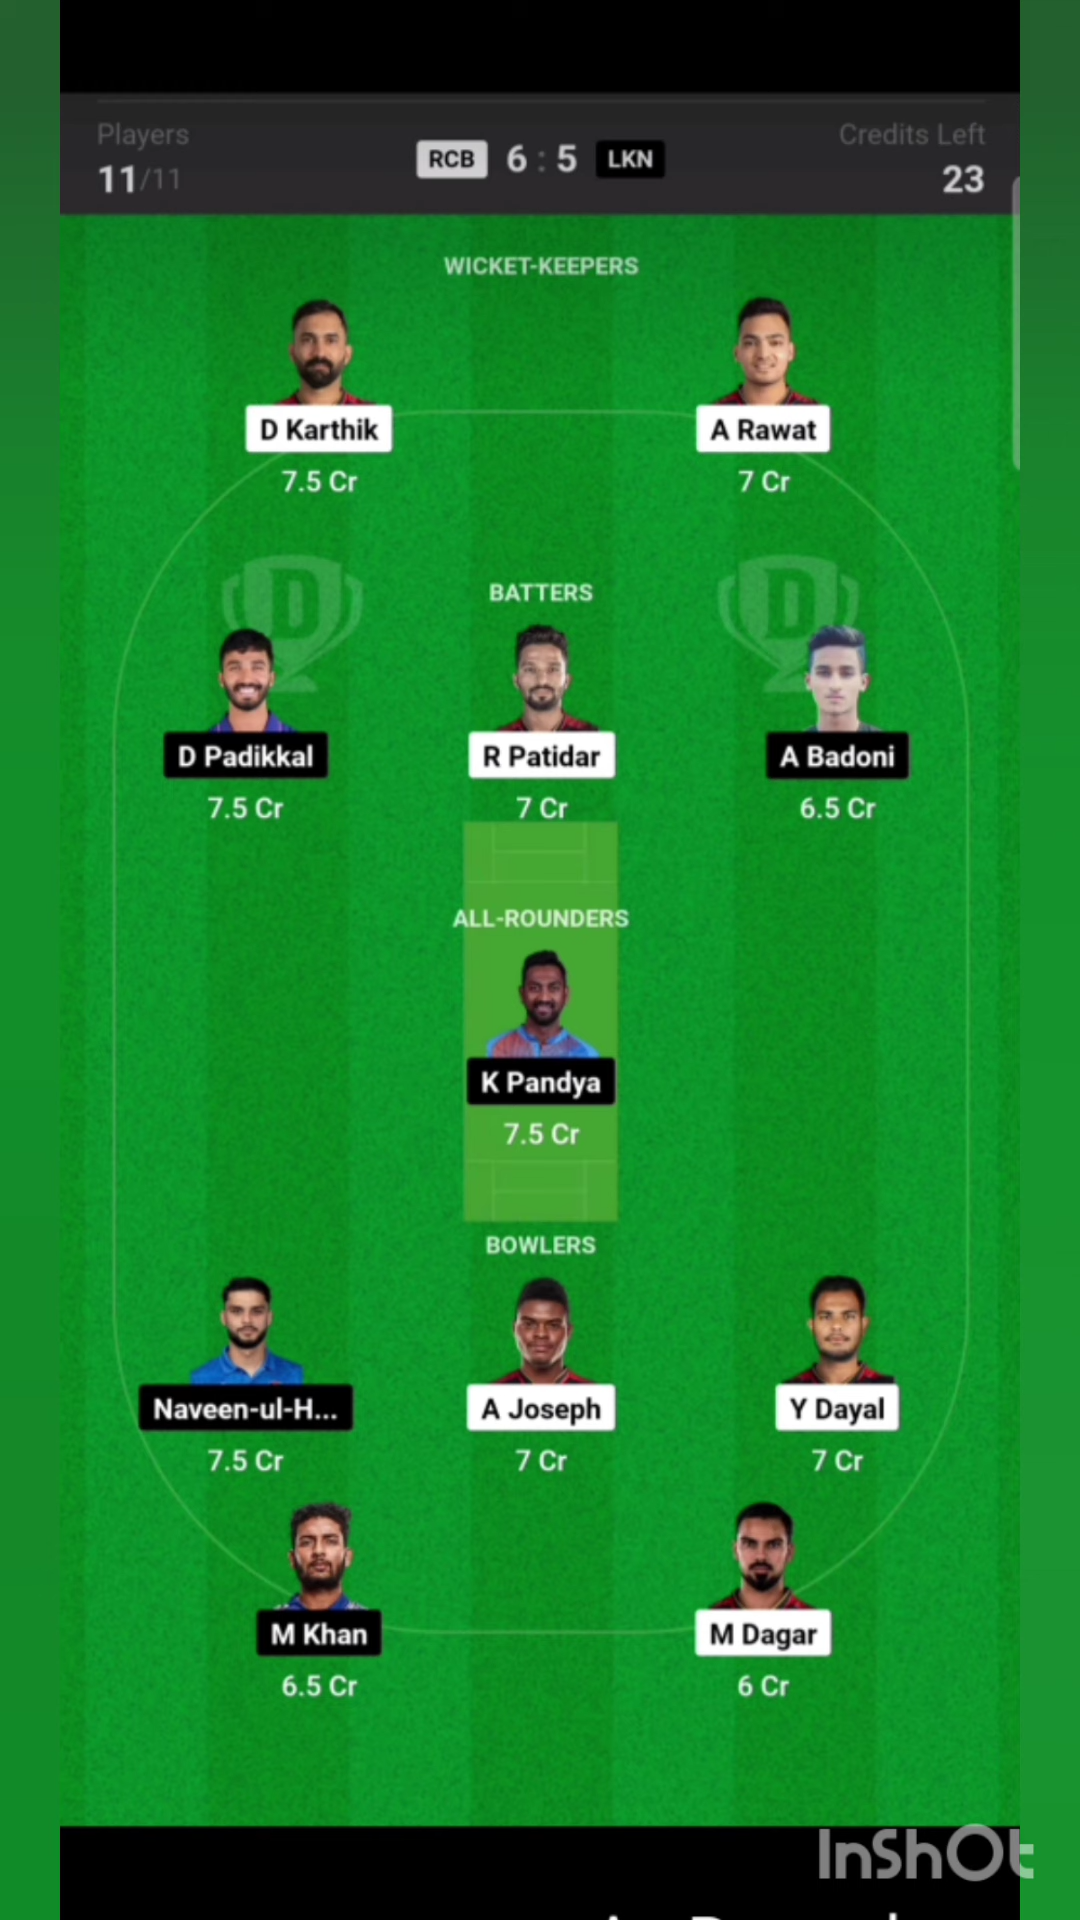 Players
Credits Left
11/11
RCB 6 : 5 LKN
23
WICKET-KEEPERS
D Karthik
A Rawat
7.5 Cr
7 Cr
BATTERS
D
D
D Padikkal
R Patidar
A Badoni
7.5 Cr
7 Cr
6.5 Cr
ALL-ROUNDERS
K Pandya
7.5 Cr
BOWLERS
Naveen-ul-H...
A Joseph
Y Dayal
7.5 Cr
7 Cr
7 Cr
M Khan
M Dagar
6.5 Cr
6 Cr
InShOt